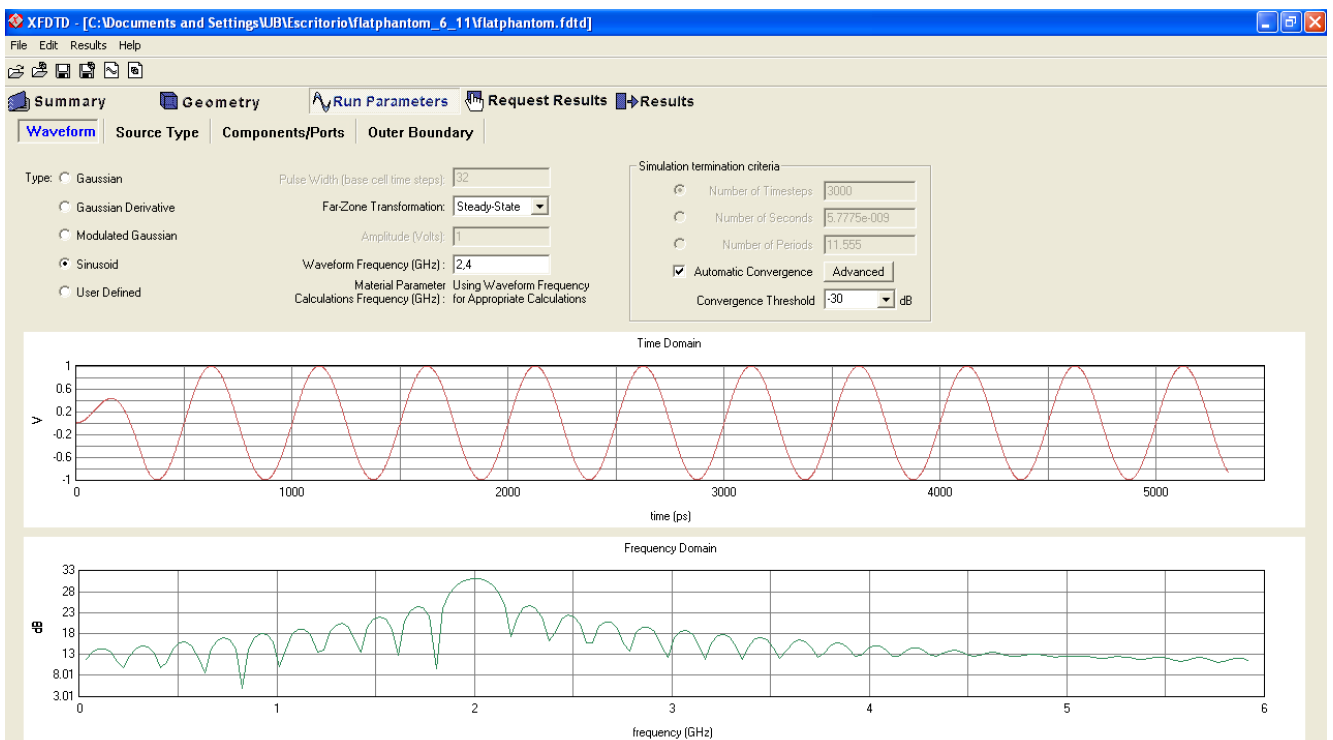 XFDTD - [C:\Documents and Settings\UB\Escritorio\flatphantom_6_11\flatphantom.fdtd]
File Edit Results Help
Summary Geometry Run Parameters Request Results Results
Waveform Source Type Components/Ports Outer Boundary
Type: Gaussian
Gaussian Derivative
Modulated Gaussian
Sinusoid
User Defined
Pulse Width (base cell time steps): 32
Far-Zone Transformation: Steady-State
Amplitude (Volts): 1
Waveform Frequency (GHz) : 2,4
Material Parameter Using Waveform Frequency
Calculations Frequency (GHz) : for Appropriate Calculations
Simulation termination criteria
Number of Timesteps 3000
Number of Seconds 5.7775e-009
Number of Periods 11.555
Automatic Convergence Advanced
Convergence Threshold -30 dB
Time Domain
1
0.6
0.2
-0.2
-0.6
-1
V
0 1000 2000 3000 4000 5000
time (ps)
Frequency Domain
33
28
23
18
13
8.01
3.01
dB
0 1 2 3 4 5 6
frequency (GHz)